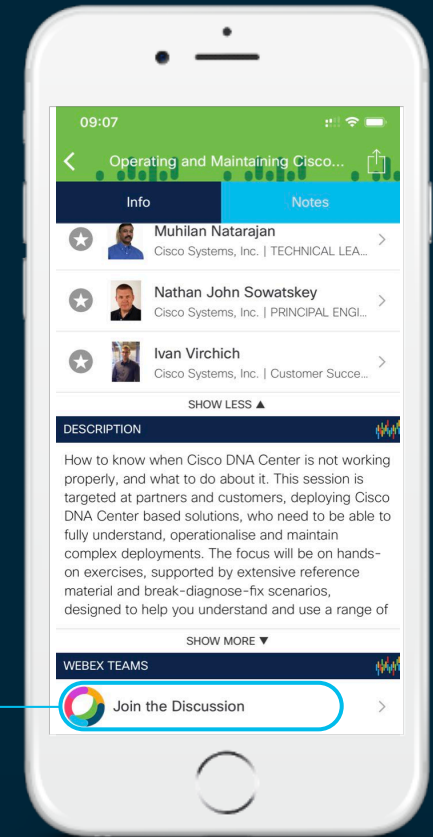 09:07
Operating and Maintaining Cisco...
Info
Notes
Muhilan Natarajan
Cisco Systems, Inc. | TECHNICAL LEA...
Nathan John Sowatskey
Cisco Systems, Inc. | PRINCIPAL ENGI...
Ivan Virchich
Cisco Systems, Inc. | Customer Succe...
SHOW LESS ▲
DESCRIPTION
How to know when Cisco DNA Center is not working
properly, and what to do about it. This session is
targeted at partners and customers, deploying Cisco
DNA Center based solutions, who need to be able to
fully understand, operationalise and maintain
complex deployments. The focus will be on hands-
on exercises, supported by extensive reference
material and break-diagnose-fix scenarios,
designed to help you understand and use a range of
SHOW MORE ▼
WEBEX TEAMS
Join the Discussion